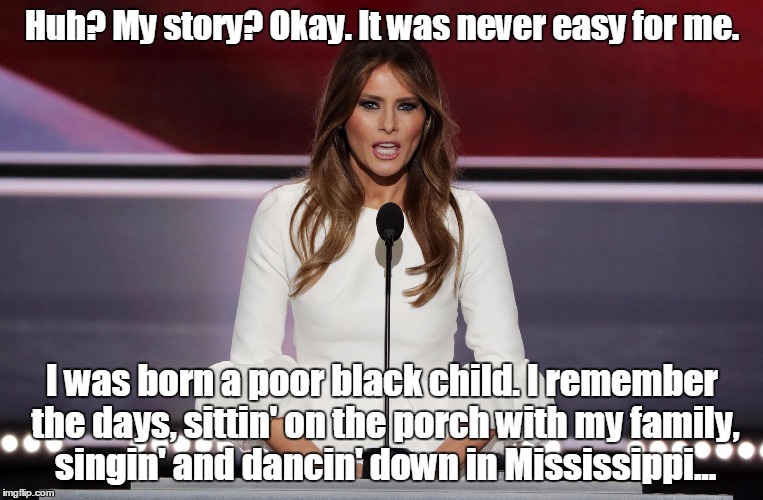 Huh? My story? Okay. It was never easy for me.
I was born a poor black child. I remember
the days, sittin' on the porch with my family,
singin' and dancin' down in Mississippi...
imgflip.com